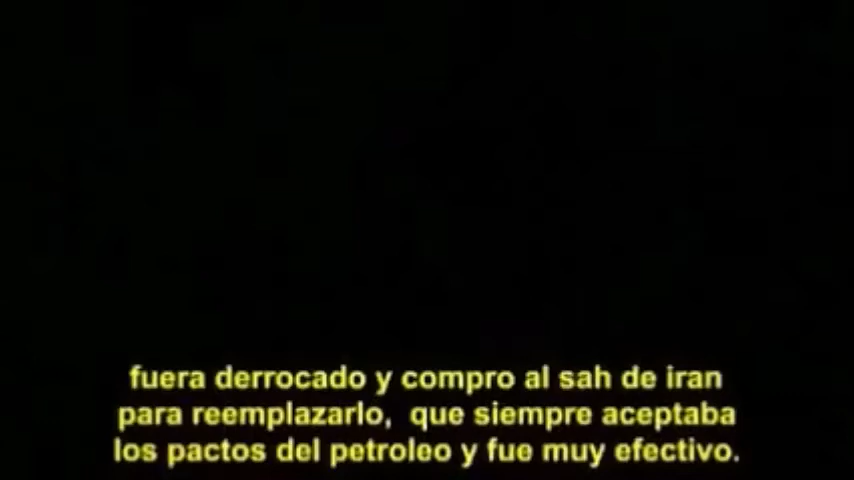 fuera derrocado y compro al sah de iran
para reemplazarlo, que siempre aceptaba
los pactos del petroleo y fue muy efectivo.